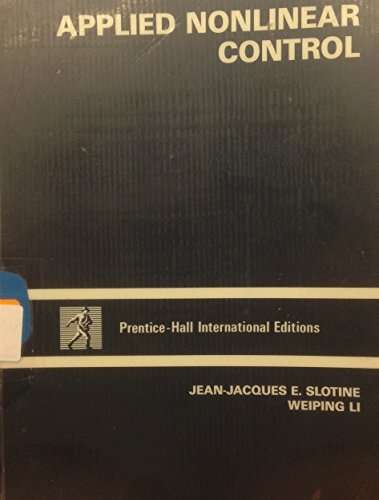 APPLIED NONLINEAR
CONTROL
Prentice-Hall International Editions
JEAN-JACQUES E. SLOTINE
WEIPING LI